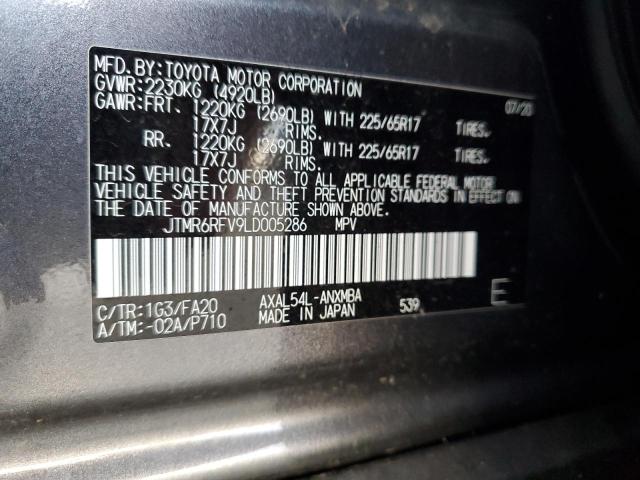 MFD. BY: TOYOTA MOTOR CORPORATION 07/20
GVWR: 2230KG (4920LB)
GAWR: FRT. 1220KG (2690LB) WITH 225/65R17 TIRES,
17X7J RIMS.
RR. 1220KG (2690LB) WITH 225/65R17 TIRES,
17X7J RIMS.
THIS VEHICLE CONFORMS TO ALL APPLICABLE FEDERAL MOTOR
VEHICLE SAFETY AND THEFT PREVENTION STANDARDS IN EFFECT ON
THE DATE OF MANUFACTURE SHOWN ABOVE.
JTMR6RFV9LD005286 MPV
C/TR: 1G3/FA20 AXAL54L-ANXMBA 539 E
A/TM: -02A/P710 MADE IN JAPAN